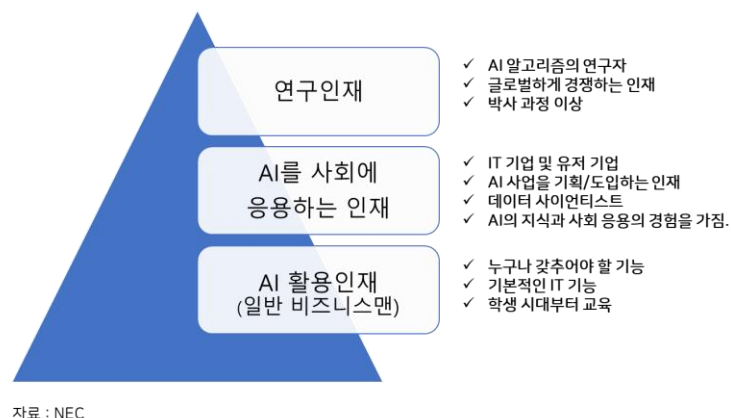 연구인재
✓ AI 알고리즘의 연구자
✓ 글로벌하게 경쟁하는 인재
✓ 박사 과정 이상
AI를 사회에
응용하는 인재
✓ IT 기업 및 유저 기업
✓ AI 사업을 기획/도입하는 인재
✓ 데이터 사이언티스트
✓ AI의 지식과 사회 응용의 경험을 가짐.
AI 활용인재
(일반 비즈니스맨)
✓ 누구나 갖추어야 할 기능
✓ 기본적인 IT 기능
✓ 학생 시대부터 교육
자료 : NEC